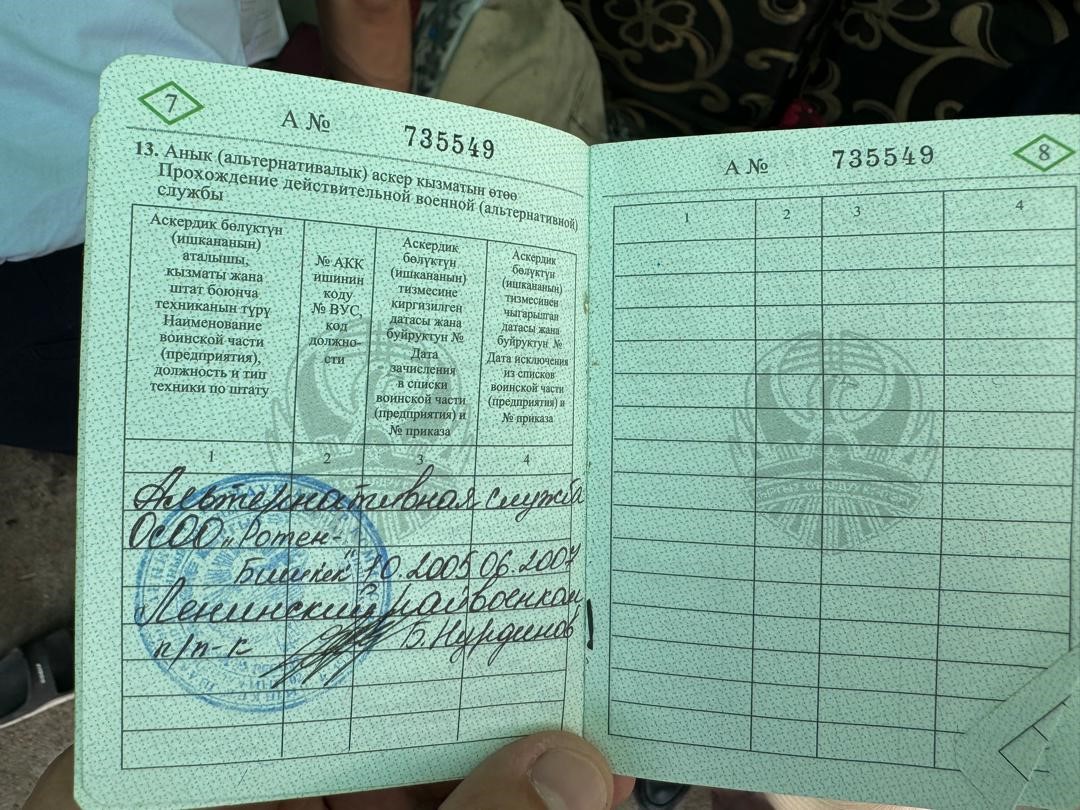 7
А № 735549
13. Анык (альтернативалык) аскер кызматын өтөө
Прохождение действительной военной (альтернативной)
службы
Аскердик бөлүктүн
(ишкананын)
аталышы,
кызматы жана
штат боюнча
техниканын түрү
Наименование
воинской части
(предприятия),
должность и тип
техники по штату
№ АКК
ишинин
коду
№ ВУС,
код
должно-
сти
Аскердик
бөлүктүн
(ишкананын)
тизмесине
киргизилген
датасы жана
буйруктун №
Дата
зачисления
в списки
воинской части
(предприятия) и
№ приказа
Аскердик
бөлүктүн
(ишкананын)
тизмесинен
чыгарылган
датасы жана
буйруктун №
Дата исключения
из списков
воинской части
(предприятия) и
№ приказа
1 2 3 4
Альтернативная служба
ОсОО „Ротен-
Бишкек" 10.2005 06.2007
Ленинский райвоенком
п/п-к Б. Нурдинов
А № 735549
8
1 2 3 4